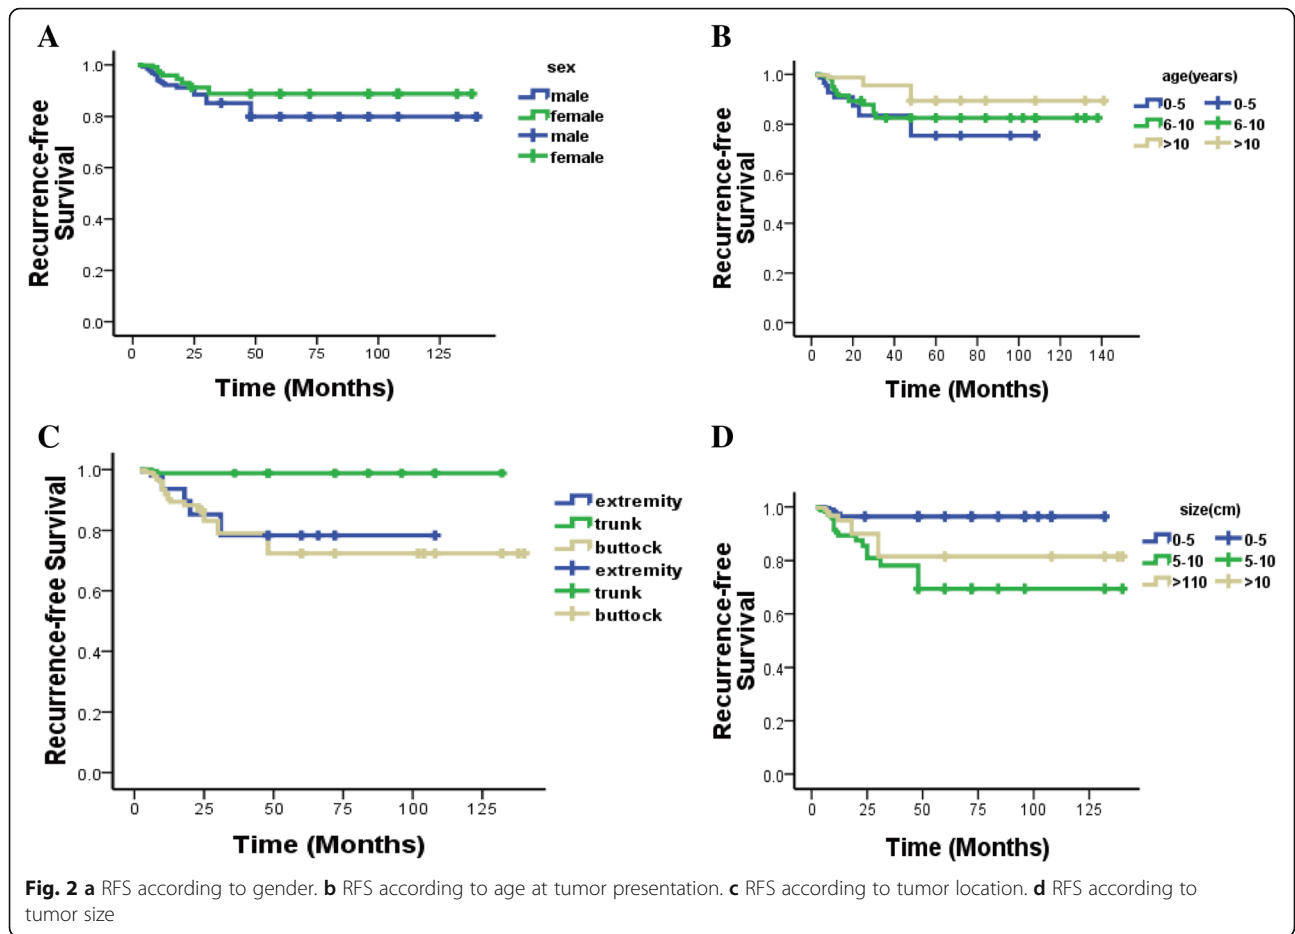 A
1.0
0.8
0.6
0.4
0.2
0.0
Recurrence-free
Survival
0 25 50 75 100 125
Time (Months)
sex
male
female
male
female
B
1.0
0.8
0.6
0.4
0.2
0.0
Recurrence-free
Survival
0 20 40 60 80 100 120 140
Time (Months)
age(years)
0-5 0-5
6-10 6-10
>10 >10
C
1.0
0.8
0.6
0.4
0.2
0.0
Recurrence-free Survival
0 25 50 75 100 125
Time (Months)
extremity
trunk
buttock
extremity
trunk
buttock
D
1.0
0.8
0.6
0.4
0.2
0.0
Recurrence-free
Survival
0 25 50 75 100 125
Time (Months)
size(cm)
0-5 0-5
5-10 5-10
>110 >10
Fig. 2 a RFS according to gender. b RFS according to age at tumor presentation. c RFS according to tumor location. d RFS according to
tumor size